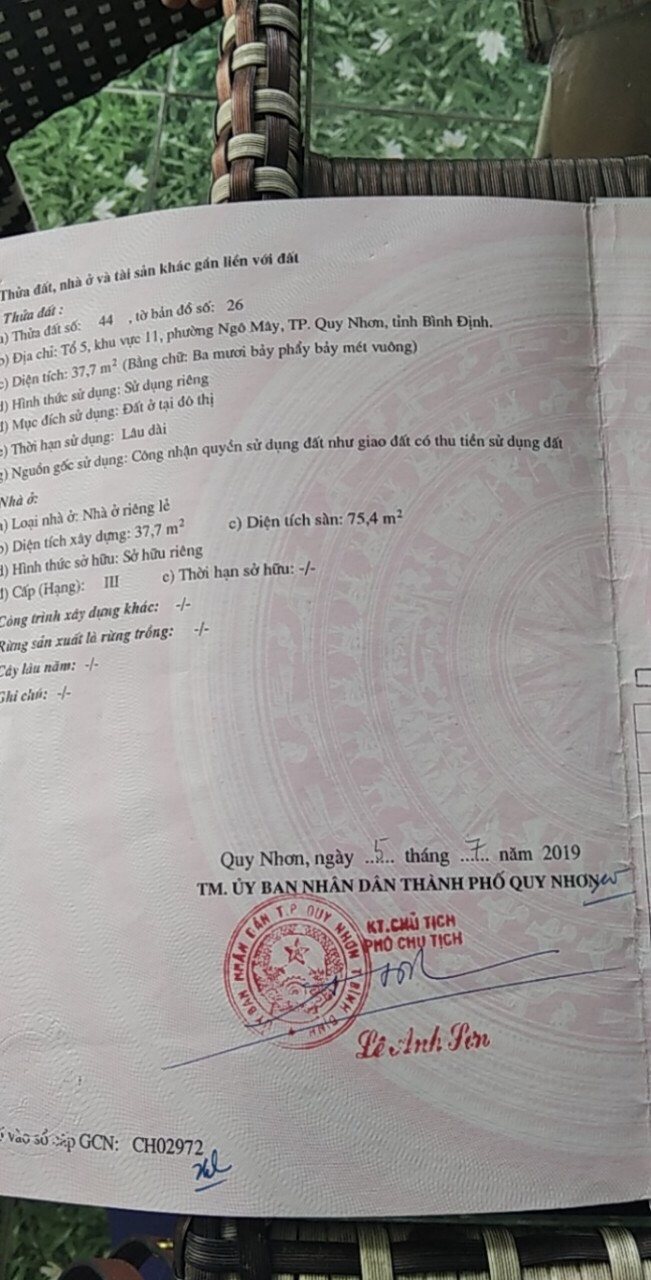 Thửa đất, nhà ở và tài sản khác gắn liền với đất
Thửa đất :
a) Thửa đất số: 44 , tờ bản đồ số: 26
b) Địa chỉ: Tổ 5, khu vực 11, phường Ngô Mây, TP. Quy Nhơn, tỉnh Bình Định.
c) Diện tích: 37,7 m² (Bằng chữ: Ba mươi bảy phẩy bảy mét vuông)
d) Hình thức sử dụng: Sử dụng riêng
đ) Mục đích sử dụng: Đất ở tại đô thị
e) Thời hạn sử dụng: Lâu dài
g) Nguồn gốc sử dụng: Công nhận quyền sử dụng đất như giao đất có thu tiền sử dụng đất
Nhà ở:
a) Loại nhà ở: Nhà ở riêng lẻ
b) Diện tích xây dựng: 37,7 m² c) Diện tích sàn: 75,4 m²
d) Hình thức sở hữu: Sở hữu riêng
đ) Cấp (Hạng): III e) Thời hạn sở hữu: -/-
Công trình xây dựng khác: -/-
Rừng sản xuất là rừng trồng: -/-
Cây lâu năm: -/-
Ghi chú: -/-
Quy Nhơn, ngày ..5.. tháng ..7.. năm 2019
TM. ỦY BAN NHÂN DÂN THÀNH PHỐ QUY NHƠN
KT.CHỦ TỊCH
PHÓ CHỦ TỊCH
ỦY BAN NHÂN DÂN T.P QUY NHƠN T.BÌNH ĐỊNH
Lê Anh Sơn
vào sổ cấp GCN: CH02972